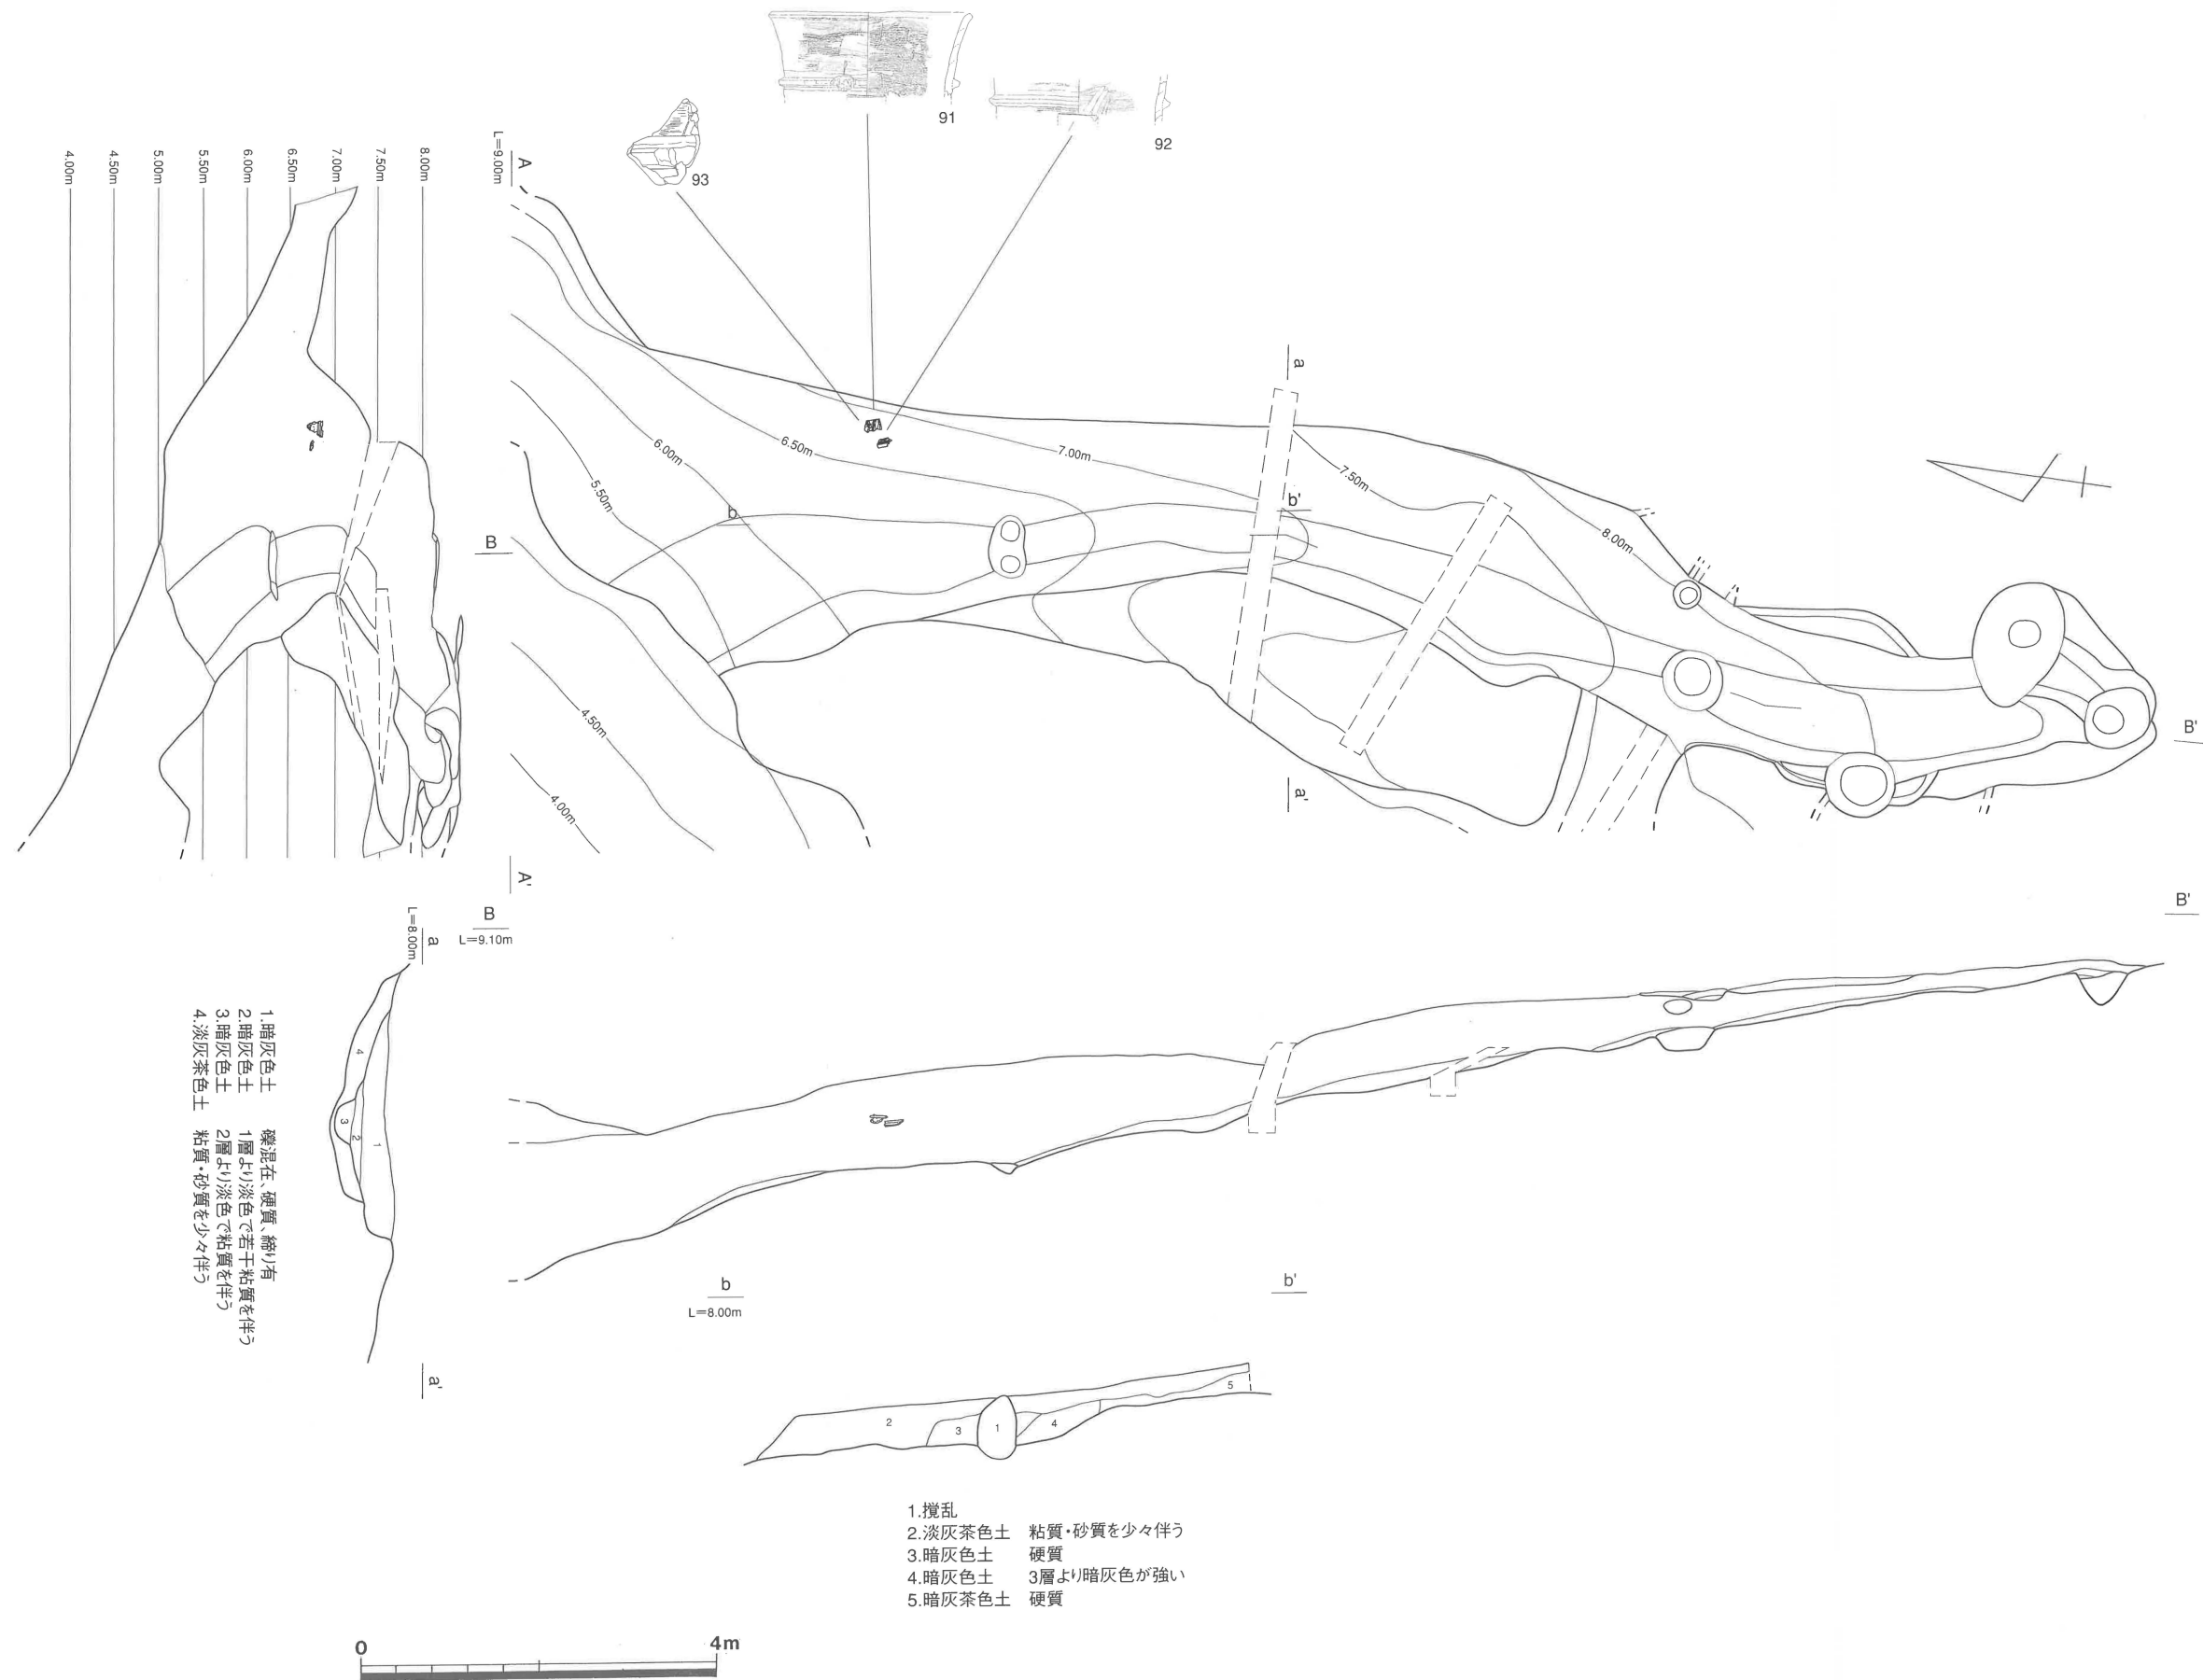 91
92
93
4.00m
4.50m
5.00m
5.50m
6.00m
6.50m
7.00m
7.50m
8.00m
L=9.00m
A
a
6.50m
7.00m
6.00m
5.50m
7.50m
8.00m
b
b'
B
B'
4.50m
4.00m
a'
A'
B
L=9.10m
B'
L=8.00m
a
4
3
2
1
1.暗灰色土 礫混在、硬質、締り有
2.暗灰色土 1層より淡色で若干粘質を伴う
3.暗灰色土 2層より淡色で粘質を伴う
4.淡灰茶色土 粘質・砂質を少々伴う
a'
b
L=8.00m
b'
2
3
1
4
5
1.撹乱
2.淡灰茶色土 粘質・砂質を少々伴う
3.暗灰色土 硬質
4.暗灰色土 3層より暗灰色が強い
5.暗灰茶色土 硬質
0
4m